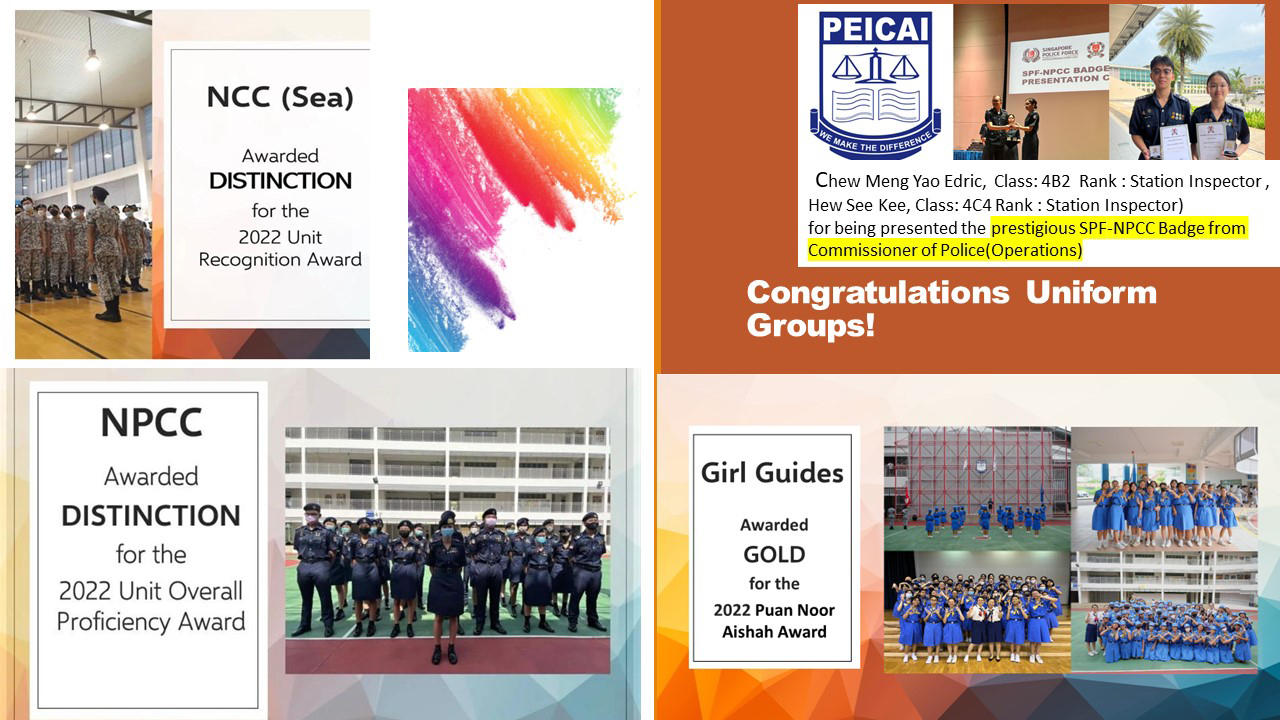 NCC (Sea)
Awarded
DISTINCTION
for the
2022 Unit
Recognition Award
PEICAI
WE MAKE THE DIFFERENCE
SINGAPORE
POLICE FORCE
SPF-NPCC BADGE
PRESENTATION C
Chew Meng Yao Edric, Class: 4B2 Rank : Station Inspector ,
Hew See Kee, Class: 4C4 Rank : Station Inspector)
for being presented the prestigious SPF-NPCC Badge from
Commissioner of Police(Operations)
Congratulations Uniform
Groups!
NPCC
Awarded
DISTINCTION
for the
2022 Unit Overall
Proficiency Award
Girl Guides
Awarded
GOLD
for the
2022 Puan Noor
Aishah Award